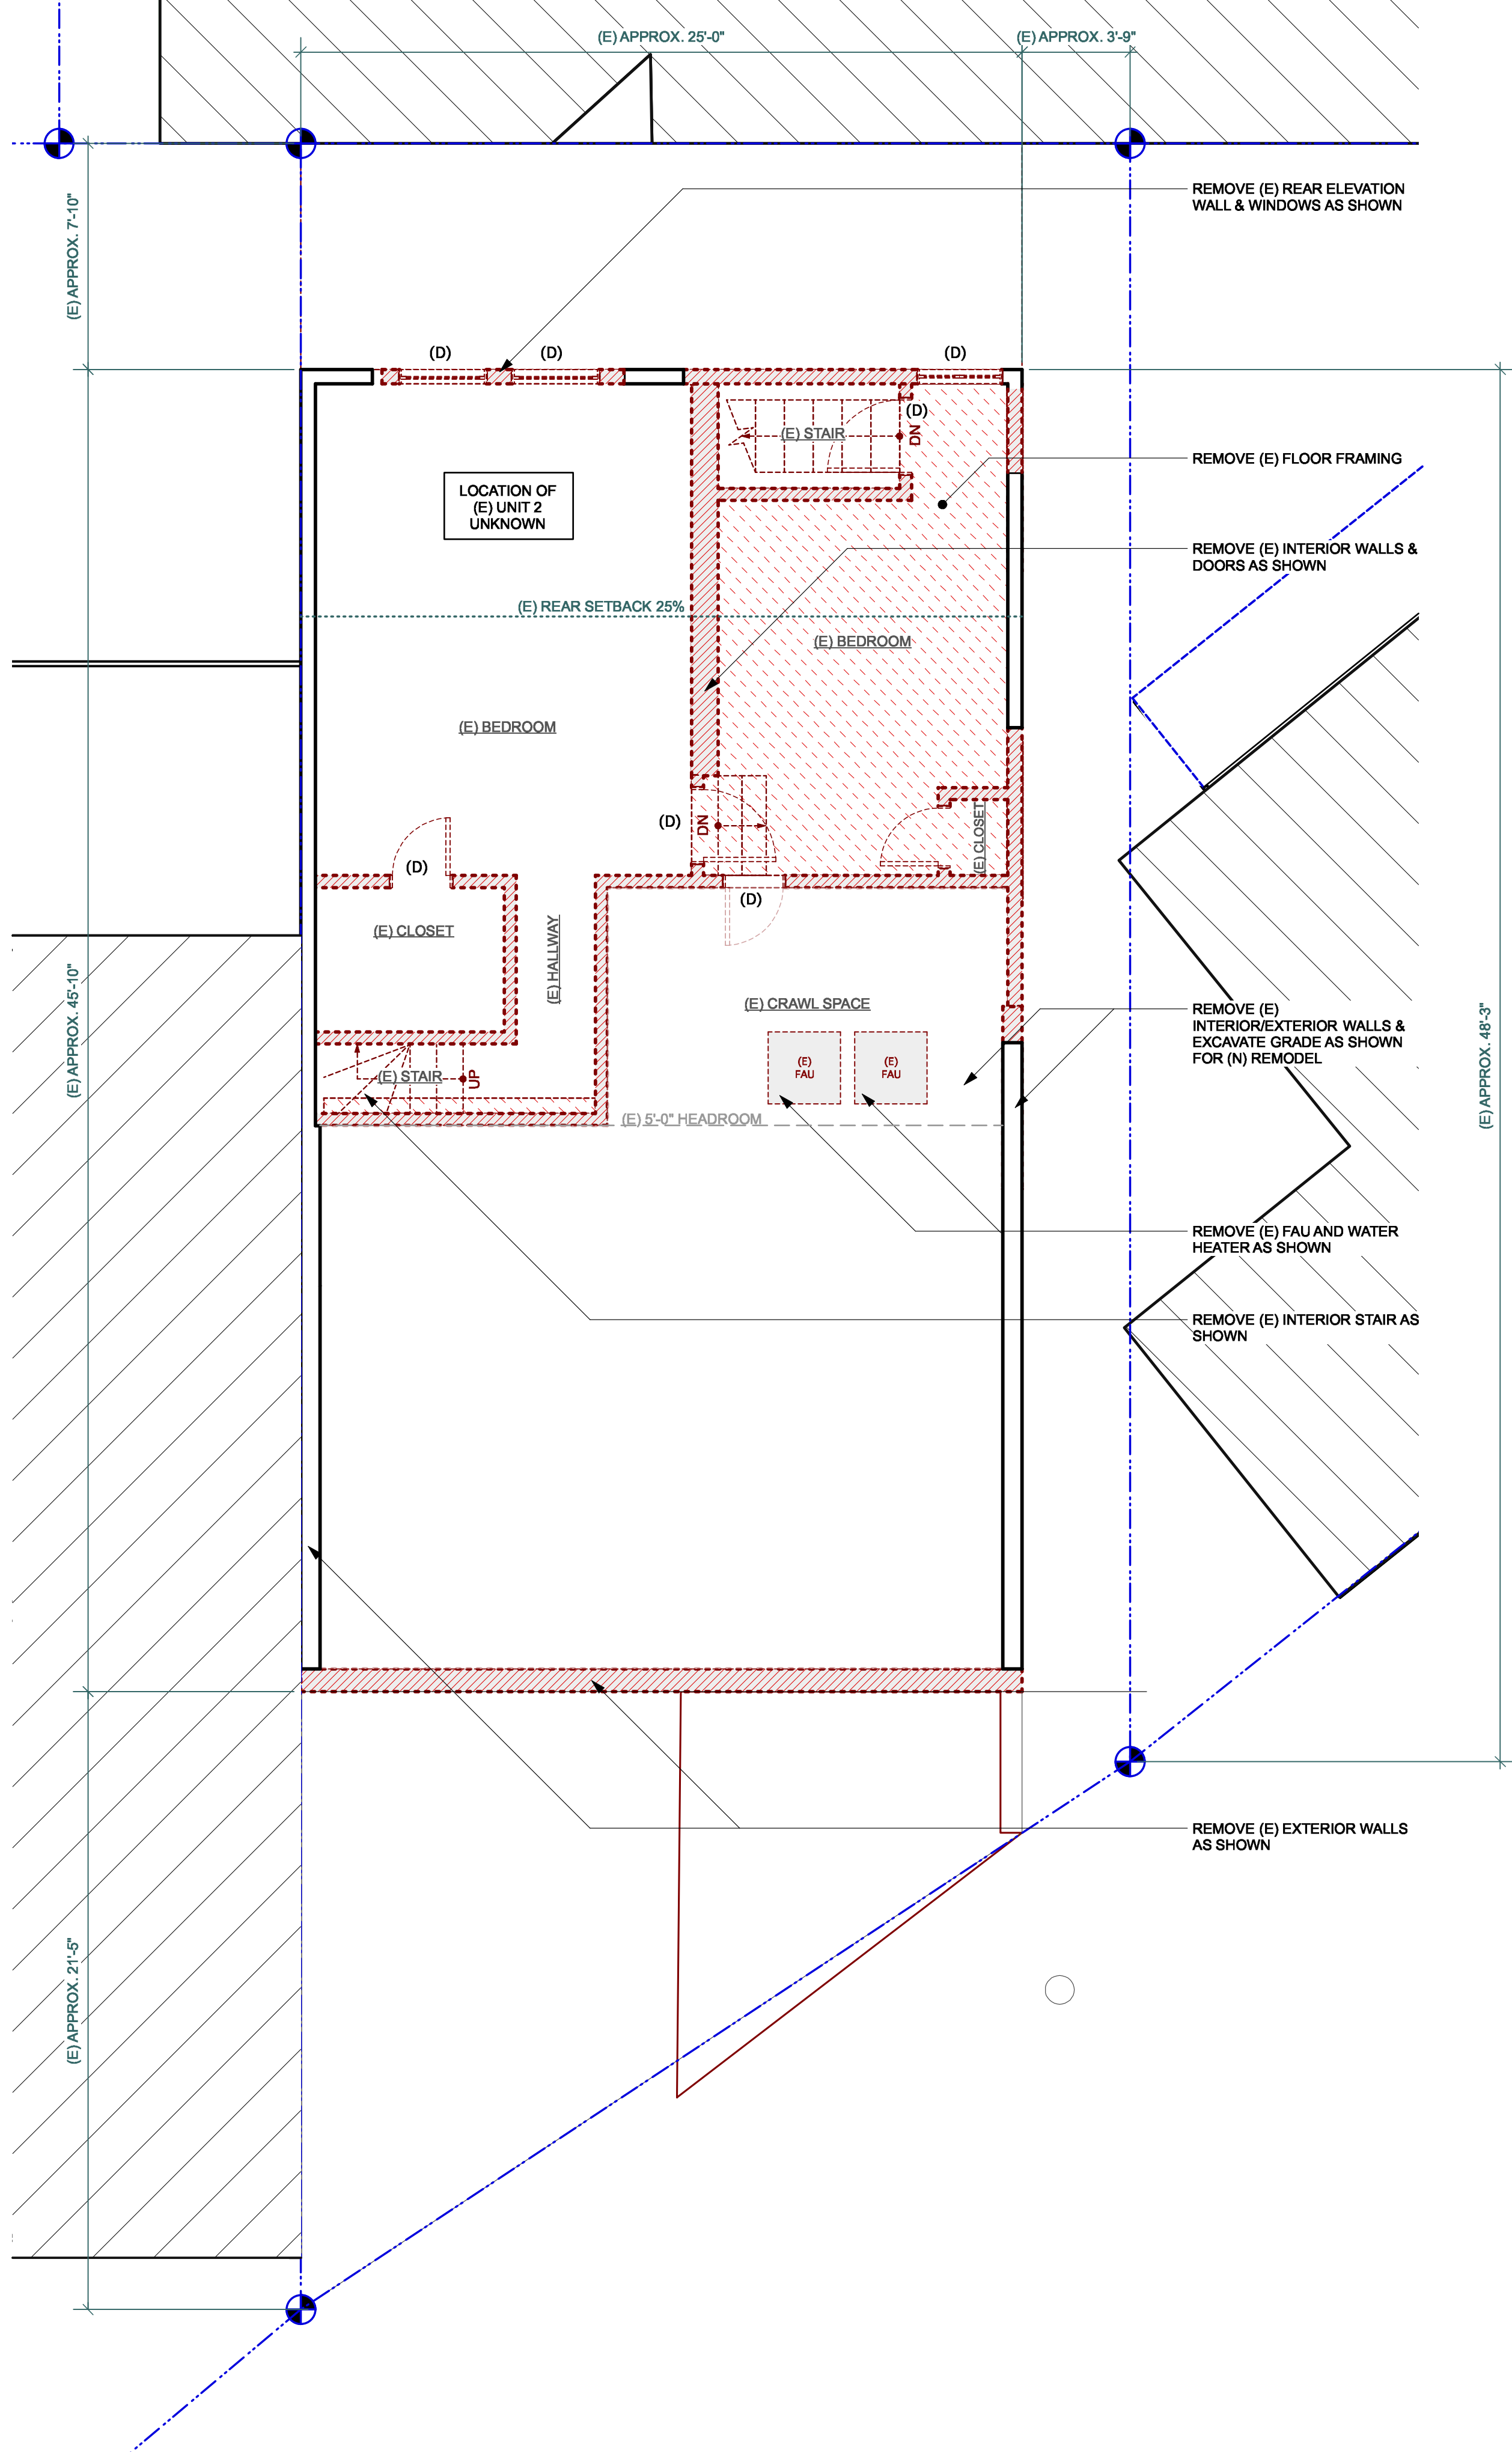 (E) APPROX. 25'-0"
(E) APPROX. 3'-9"
(E) APPROX. 7'-10"
REMOVE (E) REAR ELEVATION
WALL & WINDOWS AS SHOWN
(D)
(D)
(D)
(D)
(E) STAIR
DN
REMOVE (E) FLOOR FRAMING
LOCATION OF
(E) UNIT 2
UNKNOWN
REMOVE (E) INTERIOR WALLS &
DOORS AS SHOWN
(E) REAR SETBACK 25%
(E) BEDROOM
(E) BEDROOM
(D)
DN
(E) CLOSET
(D)
(D)
(E) CLOSET
(E) HALLWAY
(E) CRAWL SPACE
(E) APPROX. 45'-10"
REMOVE (E)
INTERIOR/EXTERIOR WALLS &
EXCAVATE GRADE AS SHOWN
FOR (N) REMODEL
(E) APPROX. 48'-3"
(E)
FAU
(E)
FAU
(E) STAIR
UP
(E) 5'-0" HEADROOM
REMOVE (E) FAU AND WATER
HEATER AS SHOWN
REMOVE (E) INTERIOR STAIR AS
SHOWN
REMOVE (E) EXTERIOR WALLS
AS SHOWN
(E) APPROX. 21'-5"